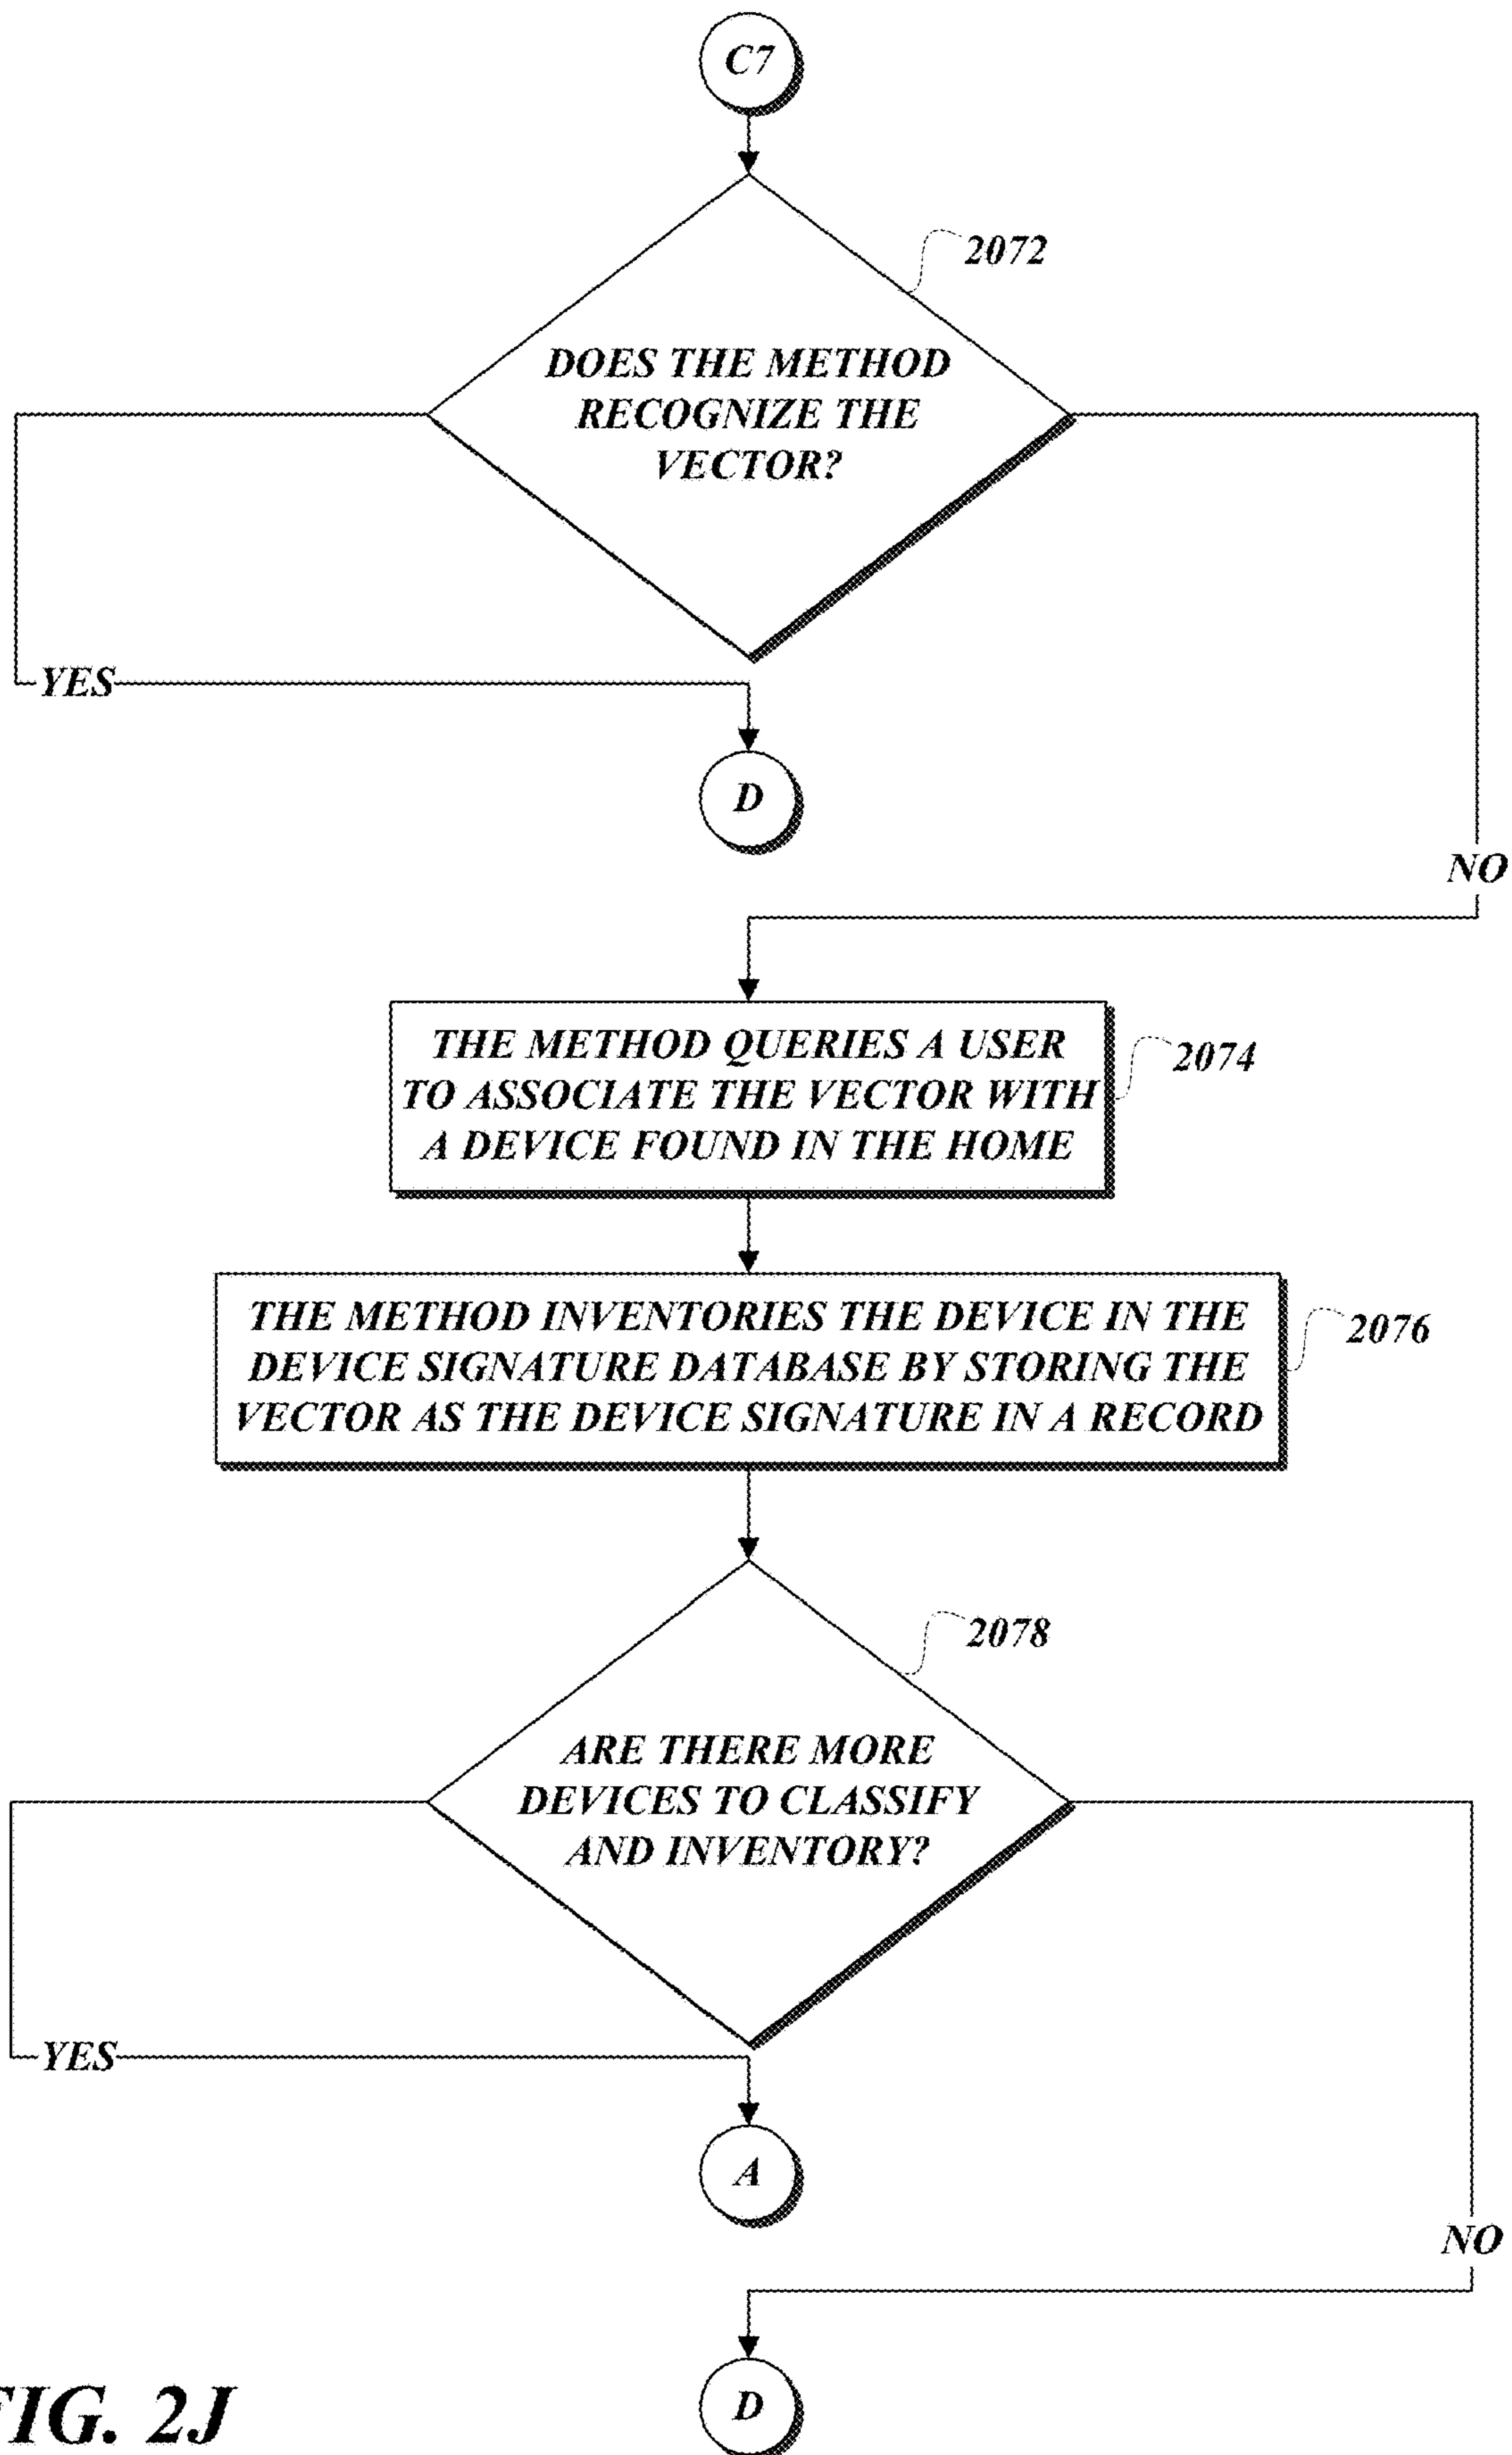 C7
2072
DOES THE METHOD
RECOGNIZE THE
VECTOR?
YES
D
NO
THE METHOD QUERIES A USER
TO ASSOCIATE THE VECTOR WITH
A DEVICE FOUND IN THE HOME
2074
THE METHOD INVENTORIES THE DEVICE IN THE
DEVICE SIGNATURE DATABASE BY STORING THE
VECTOR AS THE DEVICE SIGNATURE IN A RECORD
2076
2078
ARE THERE MORE
DEVICES TO CLASSIFY
AND INVENTORY?
YES
A
NO
D
FIG. 2J